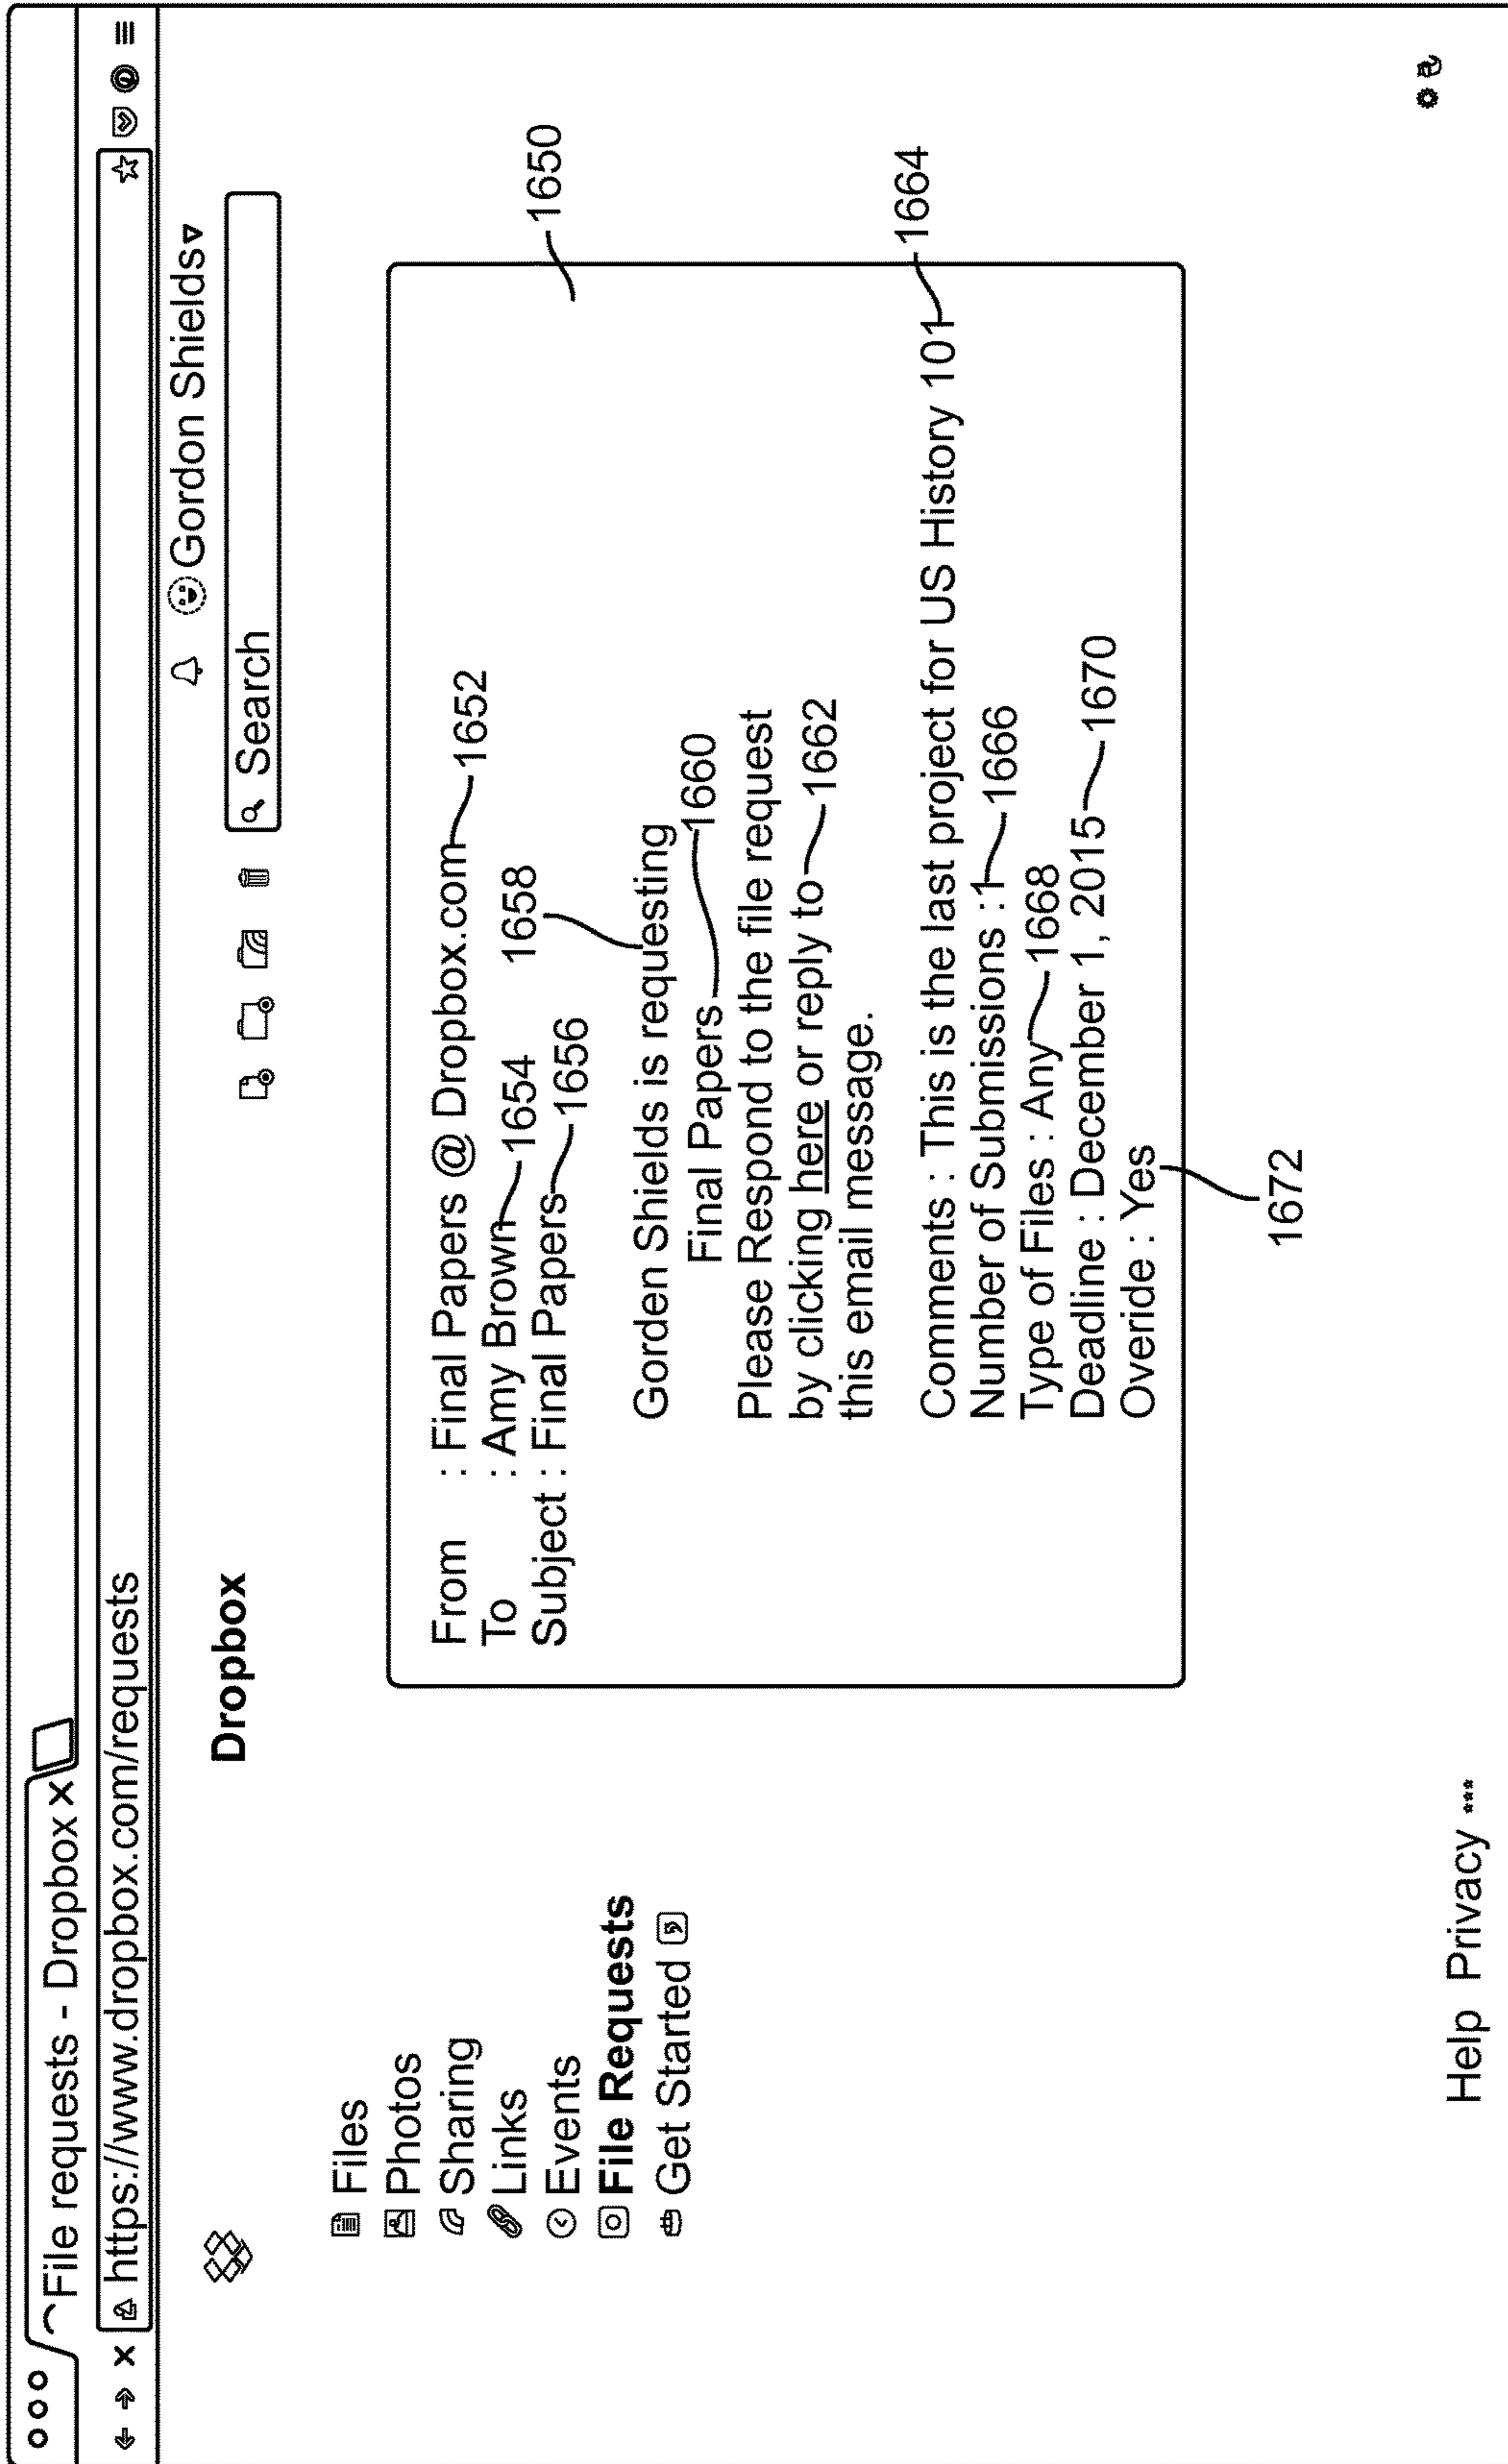 File requests - Dropbox X
https://www.dropbox.com/requests
Gordon Shields
Dropbox
Search
Files
Photos
Sharing
Links
Events
File Requests
Get Started
From : Final Papers @ Dropbox.com 1652
To : Amy Brown 1654
Subject : Final Papers 1656
1658
1650
Gorden Shields is requesting
Final Papers 1660
Please Respond to the file request
by clicking here or reply to 1662
this email message.
1664
Comments : This is the last project for US History 101
Number of Submissions :1 1666
Type of Files : Any 1668
Deadline : December 1, 2015 1670
Overide : Yes
1672
Help Privacy ***